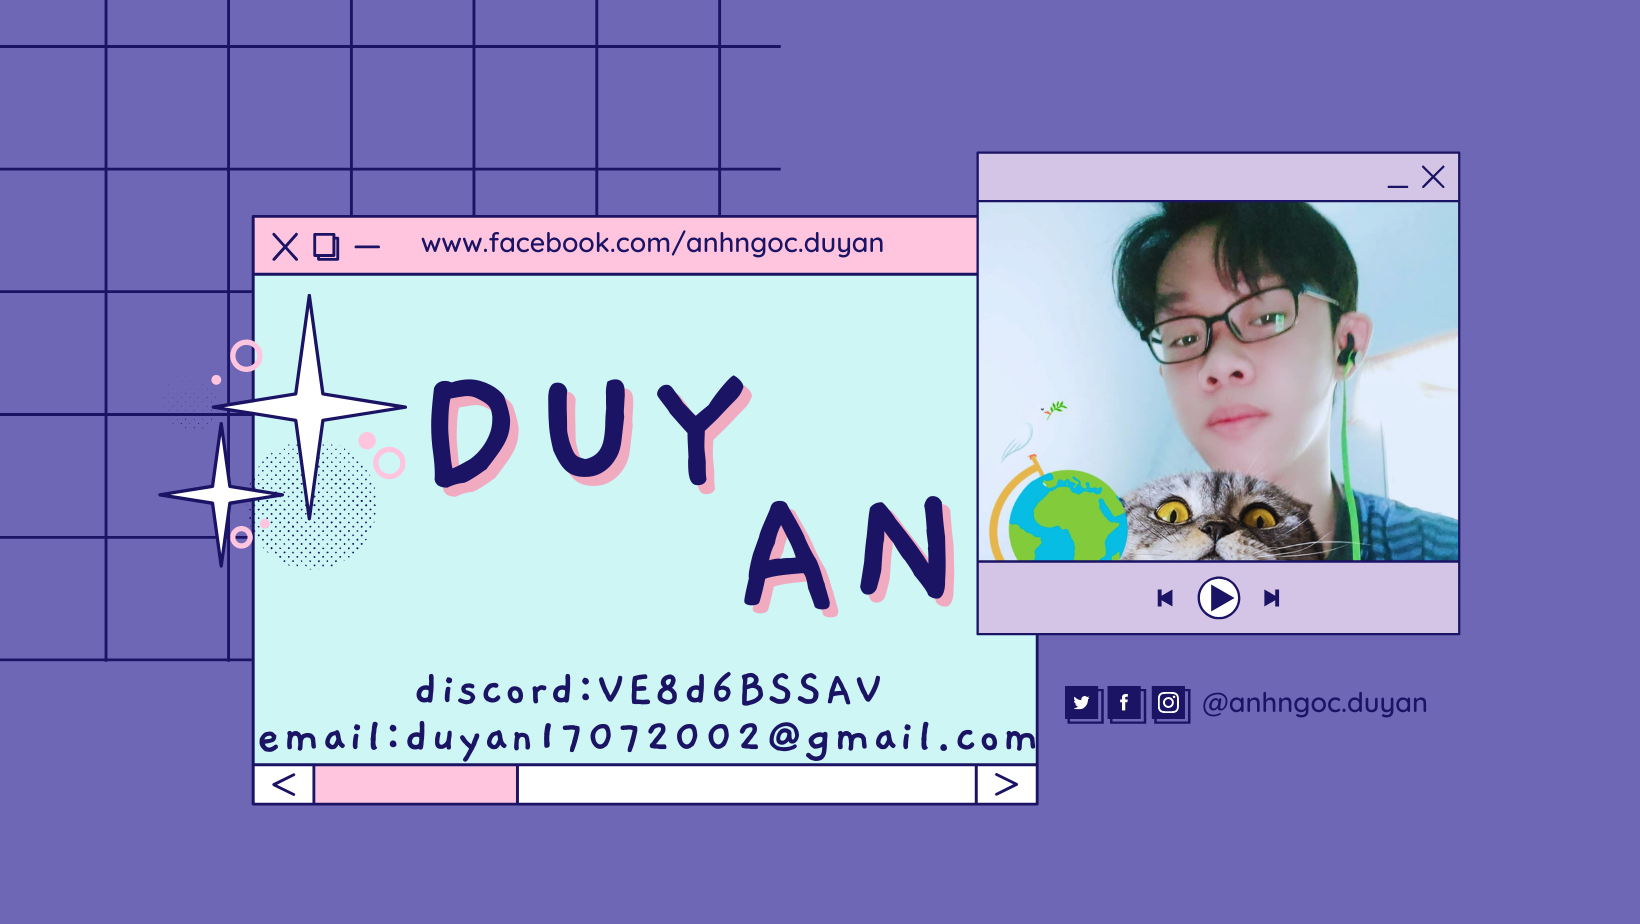 www.facebook.com/anhngoc.duyan
DUY
AN
discord:VE8d6BSSAV
email:duyan17072002@gmail.com
@anhngoc.duyan